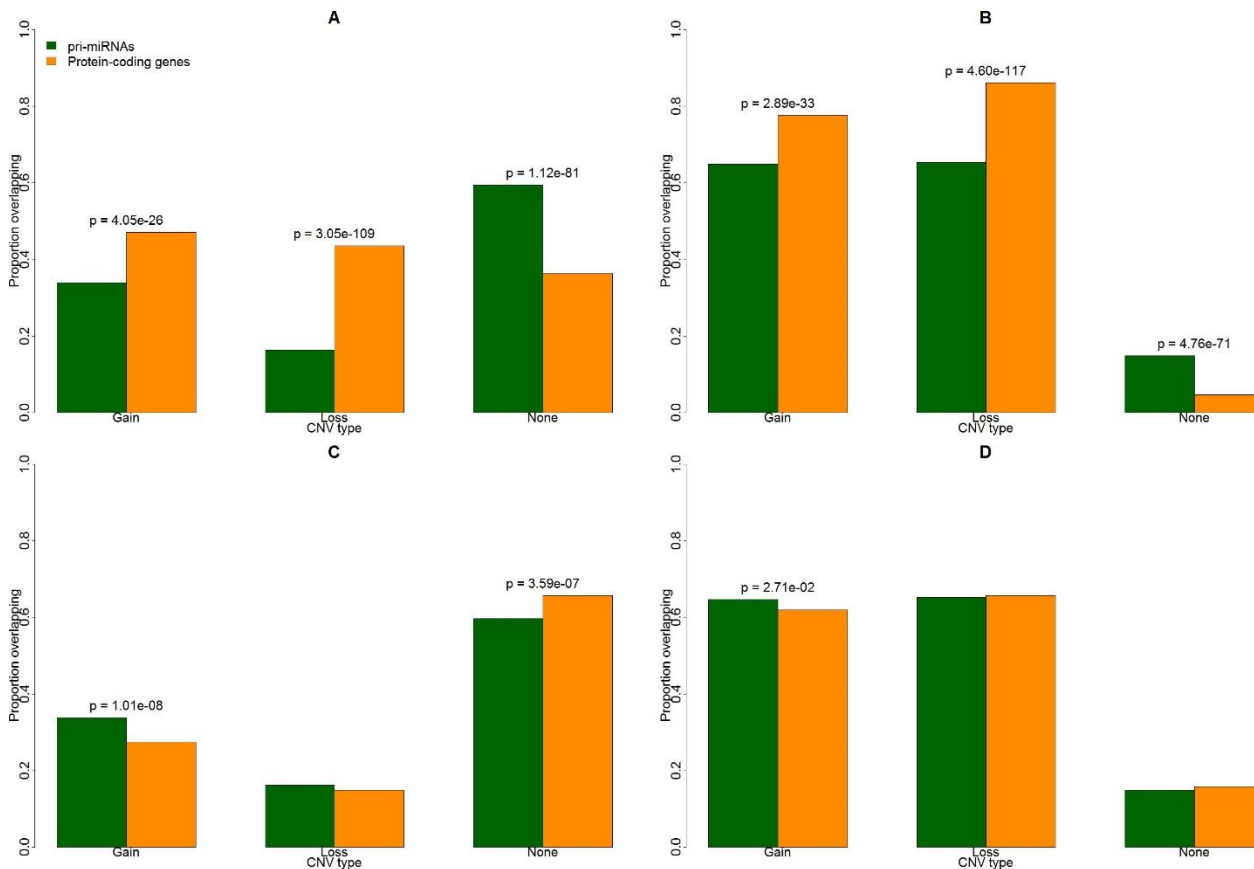 A
pri-miRNAs
Protein-coding genes
Proportion overlapping
0.0
0.2
0.4
0.6
0.8
1.0
p = 4.05e-26
p = 3.05e-109
p = 1.12e-81
Gain
Loss
None
CNV type
B
Proportion overlapping
0.0
0.2
0.4
0.6
0.8
1.0
p = 2.89e-33
p = 4.60e-117
p = 4.76e-71
Gain
Loss
None
CNV type
C
Proportion overlapping
0.0
0.2
0.4
0.6
0.8
1.0
p = 1.01e-08
p = 3.59e-07
Gain
Loss
None
CNV type
D
Proportion overlapping
0.0
0.2
0.4
0.6
0.8
1.0
p = 2.71e-02
Gain
Loss
None
CNV type